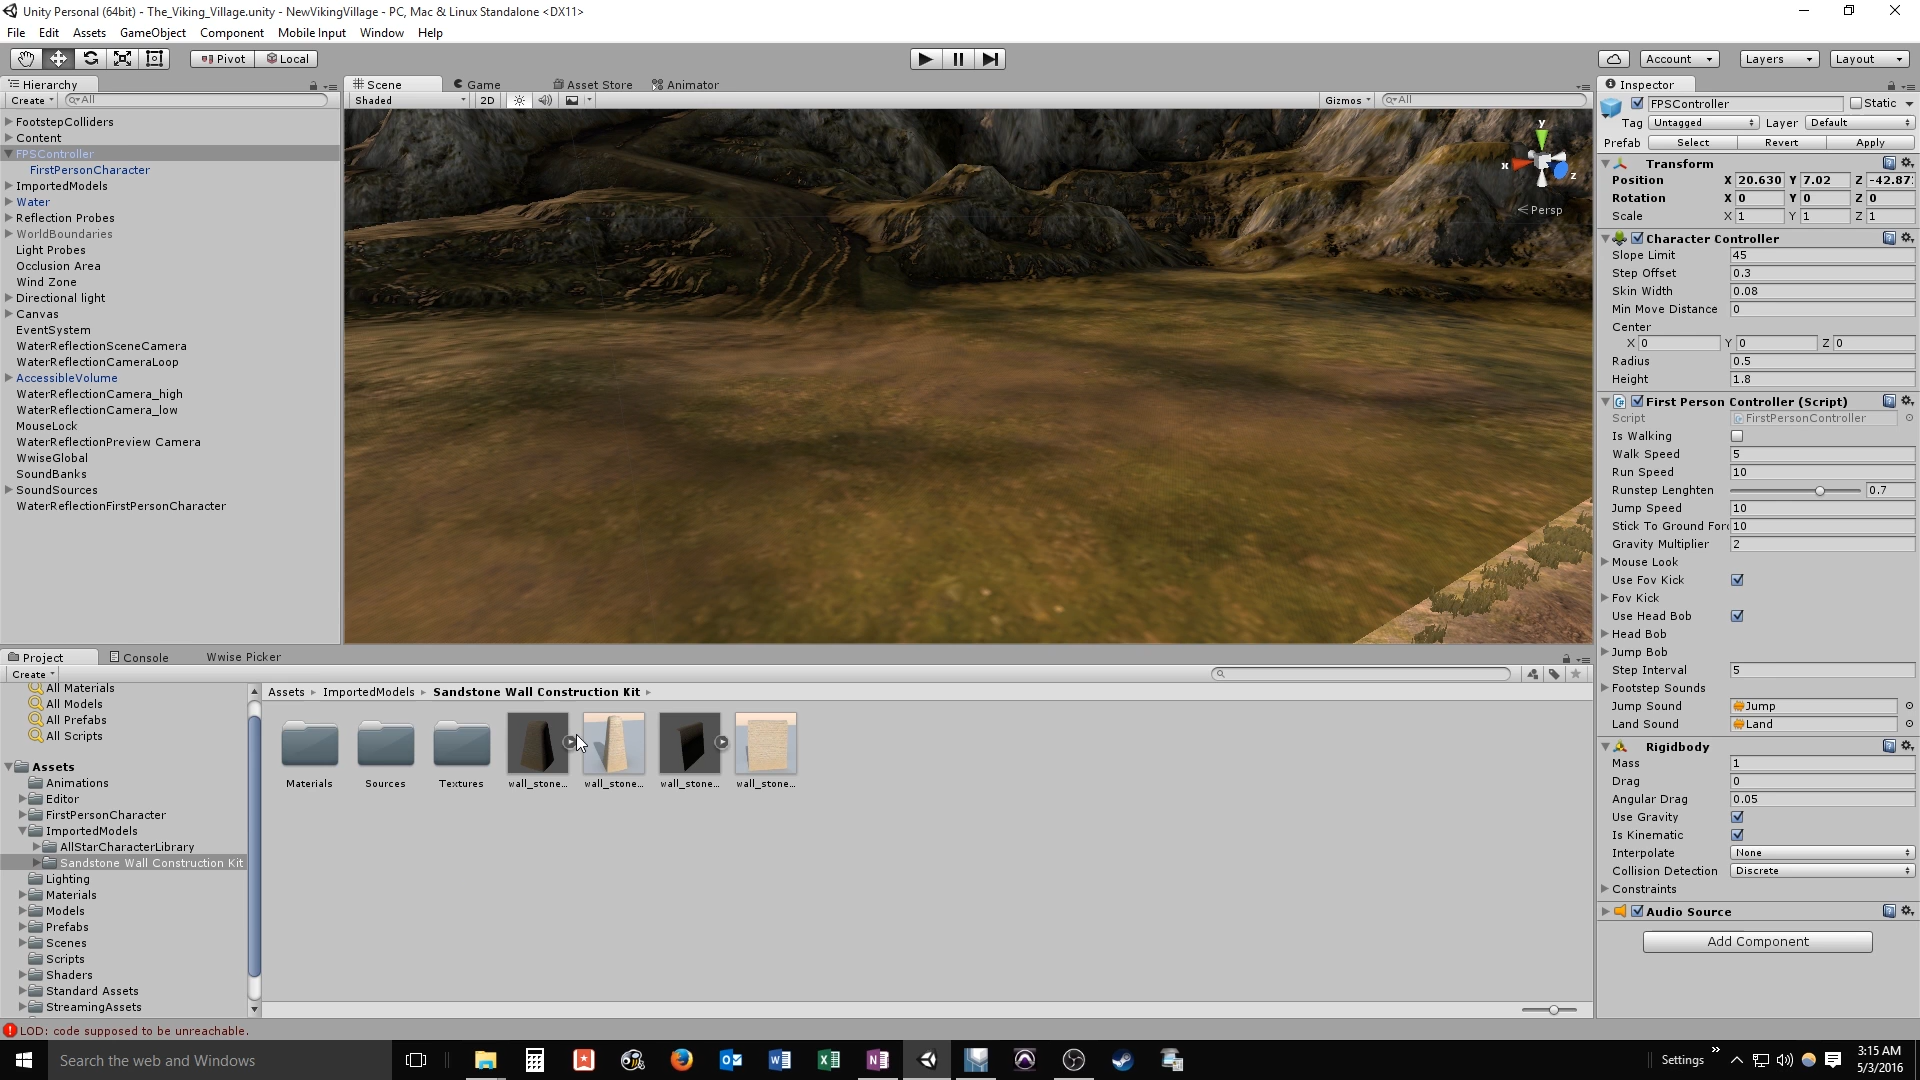 Unity Personal (64bit) - The_Viking_Village.unity - NewVikingVillage - PC, Mac & Linux Standalone <DX11>
File Edit Assets GameObject Component Mobile Input Window Help
Pivot Local Account Layers Layout
Hierarchy
Create All
FootstepColliders
Content
FPSController
FirstPersonCharacter
ImportedModels
Water
Reflection Probes
WorldBoundaries
Light Probes
Occlusion Area
Wind Zone
Directional light
Canvas
EventSystem
WaterReflectionSceneCamera
WaterReflectionCameraLoop
AccessibleVolume
WaterReflectionCamera_high
WaterReflectionCamera_low
MouseLock
WaterReflectionPreview Camera
WwiseGlobal
SoundBanks
SoundSources
WaterReflectionFirstPersonCharacter
Scene Game Asset Store Animator
Shaded 2D Gizmos All
y
x
z
Persp
Inspector
FPSController Static
Tag Untagged Layer Default
Prefab Select Revert Apply
Transform
Position X 20.630 Y 7.02 Z -42.87
Rotation X 0 Y 0 Z 0
Scale X 1 Y 1 Z 1
Character Controller
Slope Limit 45
Step Offset 0.3
Skin Width 0.08
Min Move Distance 0
Center
X 0 Y 0 Z 0
Radius 0.5
Height 1.8
First Person Controller (Script)
Script FirstPersonController
Is Walking
Walk Speed 5
Run Speed 10
Runstep Lenghten 0.7
Jump Speed 10
Stick To Ground For 10
Gravity Multiplier 2
Mouse Look
Use Fov Kick
Fov Kick
Use Head Bob
Head Bob
Jump Bob
Step Interval 5
Footstep Sounds
Jump Sound Jump
Land Sound Land
Rigidbody
Mass 1
Drag 0
Angular Drag 0.05
Use Gravity
Is Kinematic
Interpolate None
Collision Detection Discrete
Constraints
Audio Source
Add Component
Project Console Wwise Picker
Create
All Materials
All Models
All Prefabs
All Scripts
Assets
Animations
Editor
FirstPersonCharacter
ImportedModels
AllStarCharacterLibrary
Sandstone Wall Construction Kit
Lighting
Materials
Models
Prefabs
Scenes
Scripts
Shaders
Standard Assets
StreamingAssets
Assets ImportedModels Sandstone Wall Construction Kit
Materials Sources Textures wall_stone... wall_stone... wall_stone... wall_stone...
LOD: code supposed to be unreachable.
Search the web and Windows
Settings
3:15 AM
5/3/2016